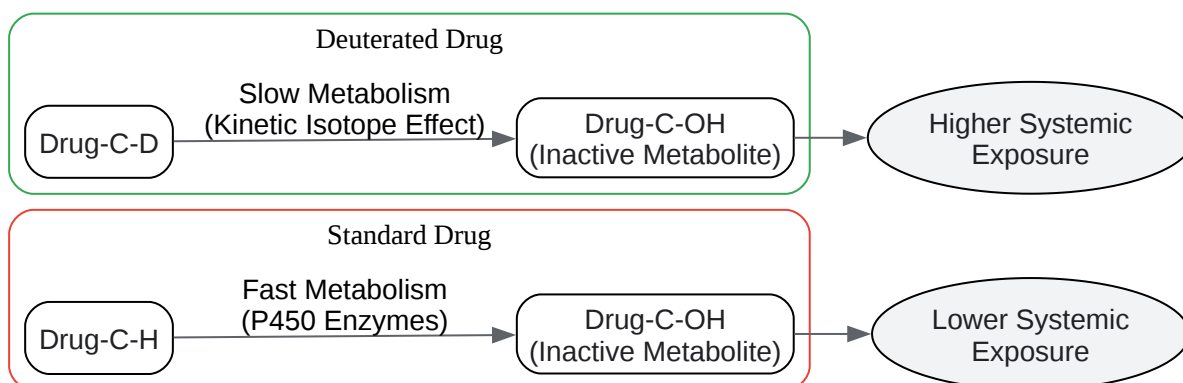 Deuterated Drug
Drug-C-D
Slow Metabolism
(Kinetic Isotope Effect)
Drug-C-OH
(Inactive Metabolite)
Higher Systemic
Exposure
Standard Drug
Drug-C-H
Fast Metabolism
(P450 Enzymes)
Drug-C-OH
(Inactive Metabolite)
Lower Systemic
Exposure